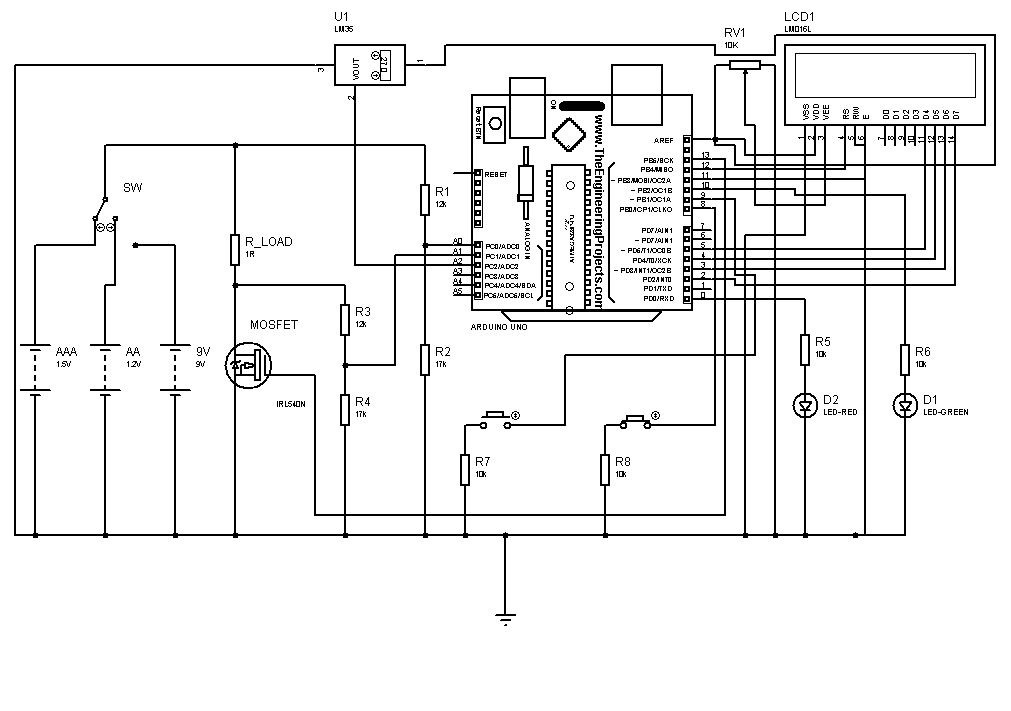 U1
LM35
3
VOUT
27.0
1
2
RV1
10K
LCD1
LM016L
VSS
VDD
VEE
RS
RW
E
D0
D1
D2
D3
D4
D5
D6
D7
1
2
3
4
5
6
7
8
9
10
11
12
13
14
Reset BTN
ON
www.TheEngineeringProjects.com
ANALOG IN
RESET
AREF
PB5/SCK
PB4/MISO
~ PB3/MOSI/OC2A
~ PB2/OC1B
~ PB1/OC1A
PB0/ICP1/CLKO
13
12
11
10
9
8
PD7/AIN1
~ PD7/AIN1
~ PD5/T1/OC0B
PD4/T0/XCK
~ PD3/INT1/OC2B
PD2/INT0
PD1/TXD
PD0/RXD
7
6
5
4
3
2
1
0
A0
A1
A2
A3
A4
A5
PC0/ADC0
PC1/ADC1
PC2/ADC2
PC3/ADC3
PC4/ADC4/SDA
PC5/ADC5/SCL
ARDUINO UNO
SW
R_LOAD
1R
R1
12k
R2
17k
R3
12k
R4
17k
MOSFET
IRL540N
AAA
1.5V
AA
1.2V
9V
9V
R7
10k
R8
10k
R5
10k
R6
10k
D2
LED-RED
D1
LED-GREEN